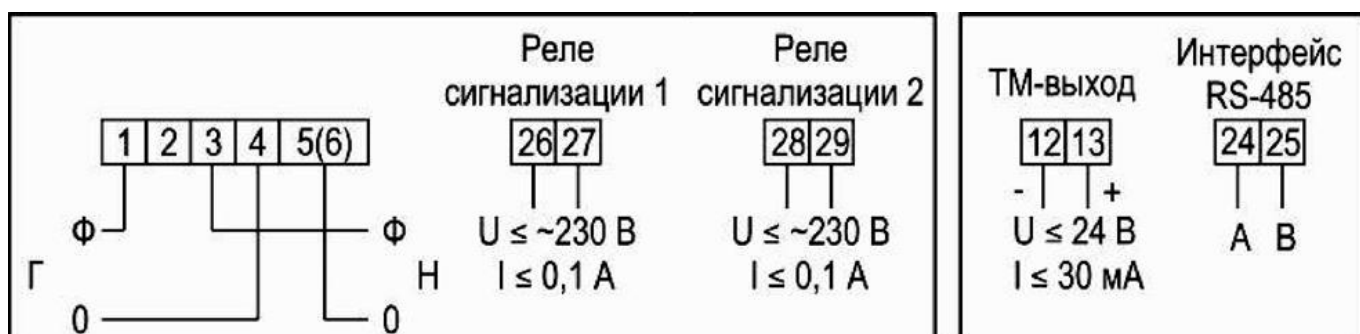 Реле
сигнализации 1
Реле
сигнализации 2
1 2 3 4 5(6)
26 27
28 29
Ф
Ф
Г
Н
0
0
U ≤ ~230 В
I ≤ 0,1 А
U ≤ ~230 В
I ≤ 0,1 А
ТМ-выход
Интерфейс
RS-485
12 13
24 25
- +
U ≤ 24 В
I ≤ 30 мА
А В